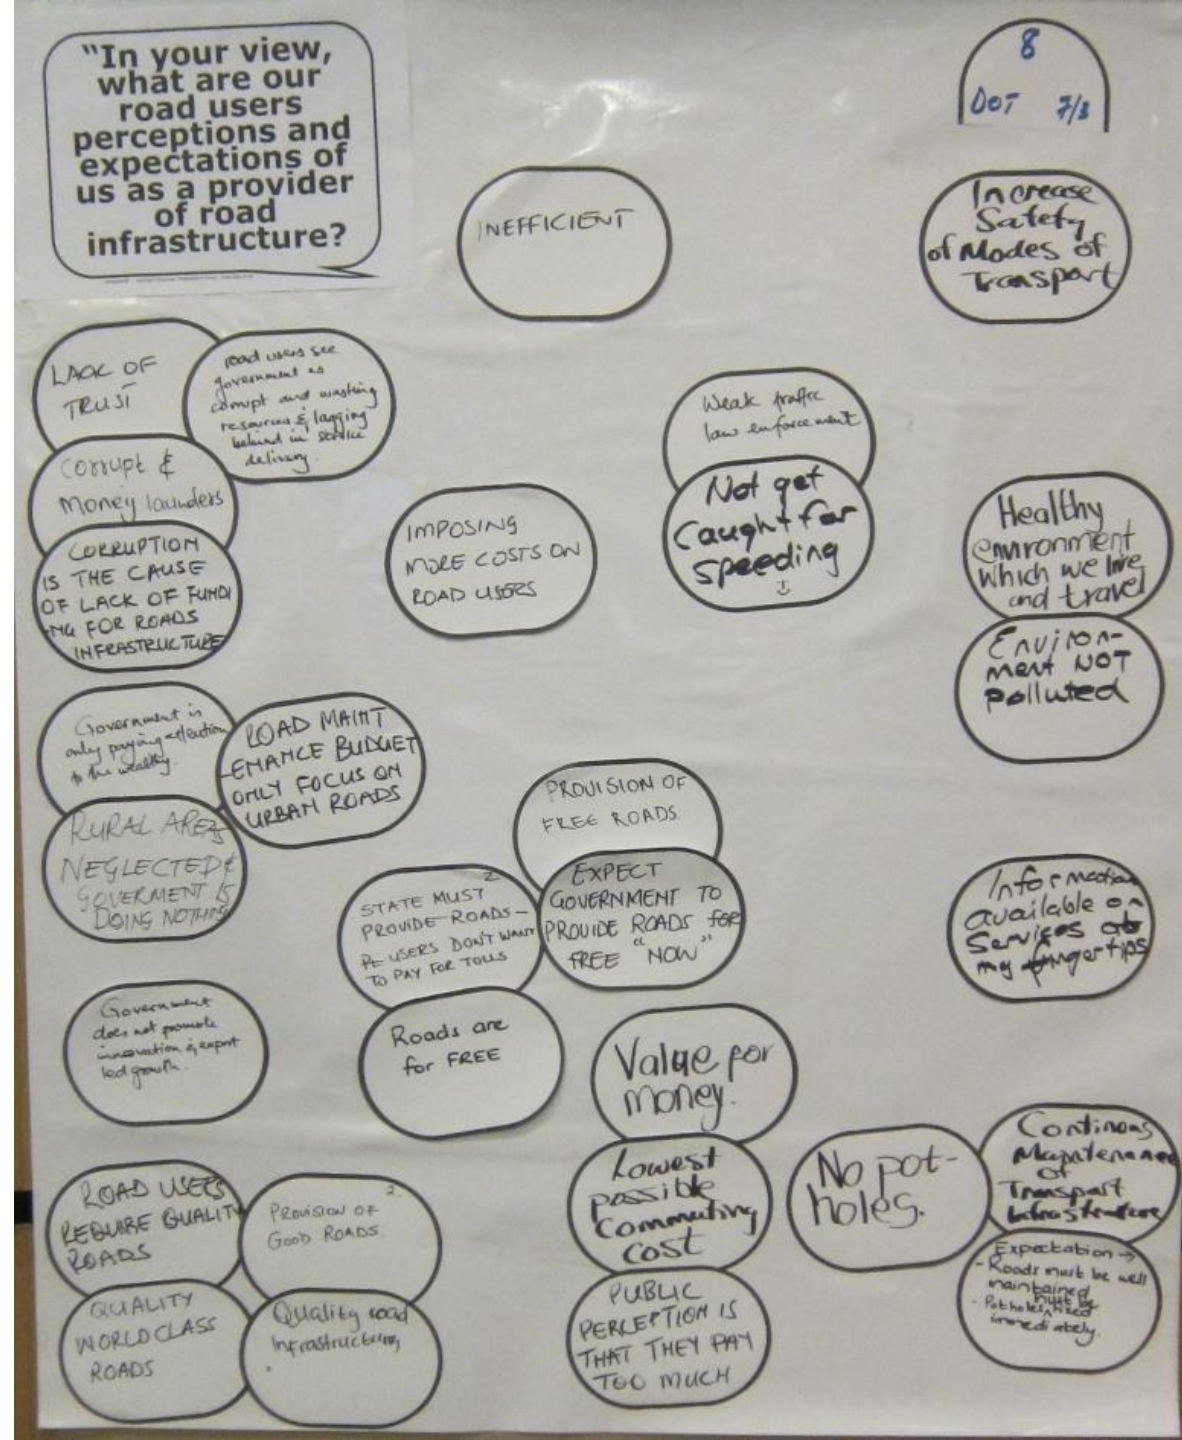 "In your view,
what are our
road users
perceptions and
expectations of
us as a provider
of road
infrastructure?
8
DOT 7/8
INEFFICIENT
Increase
Safety
of Modes of
Transport
LACK OF
TRUST
road users see
government as
corrupt and wasting
resources & lagging
behind in service
delivery.
Corrupt &
Money launders
CORRUPTION
IS THE CAUSE
OF LACK OF FUNDI
-NG FOR ROADS
INFRASTRUCTURE
IMPOSING
MORE COSTS ON
ROAD USERS
Weak traffic
law enforcement
Not get
Caught for
speeding
Healthy
environment
which we live
and travel
Environ-
ment NOT
polluted
Government is
only paying attention
to the wealthy.
ROAD MAINT
-ENANCE BUDGET
ONLY FOCUS ON
URBAN ROADS
RURAL AREAS
NEGLECTED &
GOVERMENT IS
DOING NOTHING
PROVISION OF
FREE ROADS
EXPECT
GOVERNMENT TO
PROVIDE ROADS FOR
FREE "NOW"
2
STATE MUST
PROVIDE ROADS –
USERS DON'T WANT
TO PAY FOR TOLLS
Roads are
for FREE
Information
available on
Services at
my fingertips
Government
does not promote
innovation & export
led growth.
Value for
money.
Lowest
possible
Commuting
Cost
PUBLIC
PERCEPTION IS
THAT THEY PAY
TOO MUCH
No pot-
holes.
Continous
Maintenance
of
Transport
Infrastructure
Expectation →
- Roads must be well
maintained
- Potholes must be fixed
immediately.
ROAD USERS
REQUIRE QUALITY
ROADS
2.
PROVISION OF
GOOD ROADS.
QUALITY
WORLD CLASS
ROADS
Quality road
Infrastructure